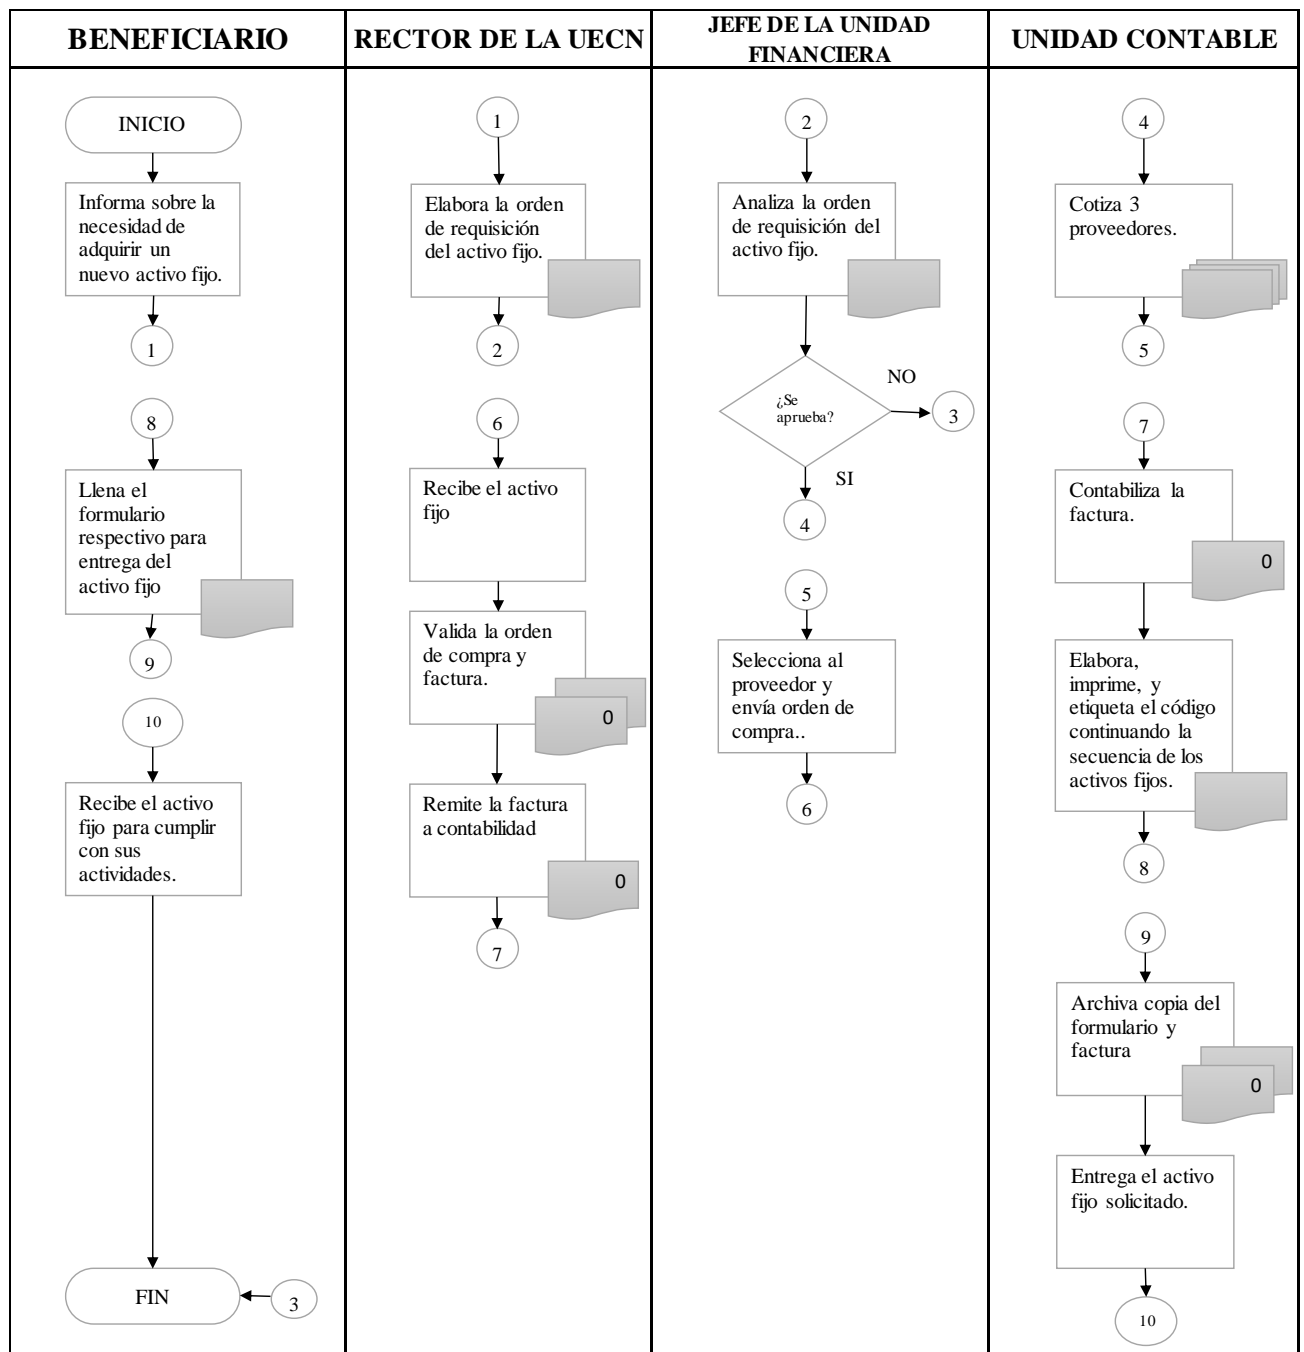 BENEFICIARIO
RECTOR DE LA UECN
JEFE DE LA UNIDAD
FINANCIERA
UNIDAD CONTABLE
INICIO
Informa sobre la
necesidad de
adquirir un
nuevo activo fijo.
1
8
Llena el
formulario
respectivo para
entrega del
activo fijo
9
10
Recibe el activo
fijo para cumplir
con sus
actividades.
FIN
3
1
Elabora la orden
de requisición
del activo fijo.
2
6
Recibe el activo
fijo
Valida la orden
de compra y
factura.
0
Remite la factura
a contabilidad
0
7
2
Analiza la orden
de requisición del
activo fijo.
¿Se
aprueba?
NO
3
SI
4
5
Selecciona al
proveedor y
envía orden de
compra..
6
4
Cotiza 3
proveedores.
5
7
Contabiliza la
factura.
0
Elabora,
imprime, y
etiqueta el código
continuando la
secuencia de los
activos fijos.
8
9
Archiva copia del
formulario y
factura
0
Entrega el activo
fijo solicitado.
10